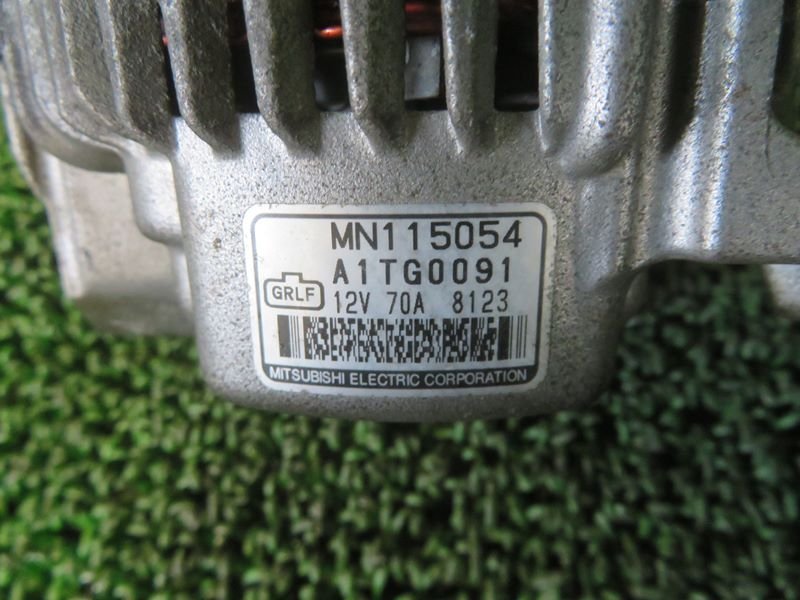 MN115054
A1TG0091
GRLF
12V 70A 8123
MITSUBISHI ELECTRIC CORPORATION